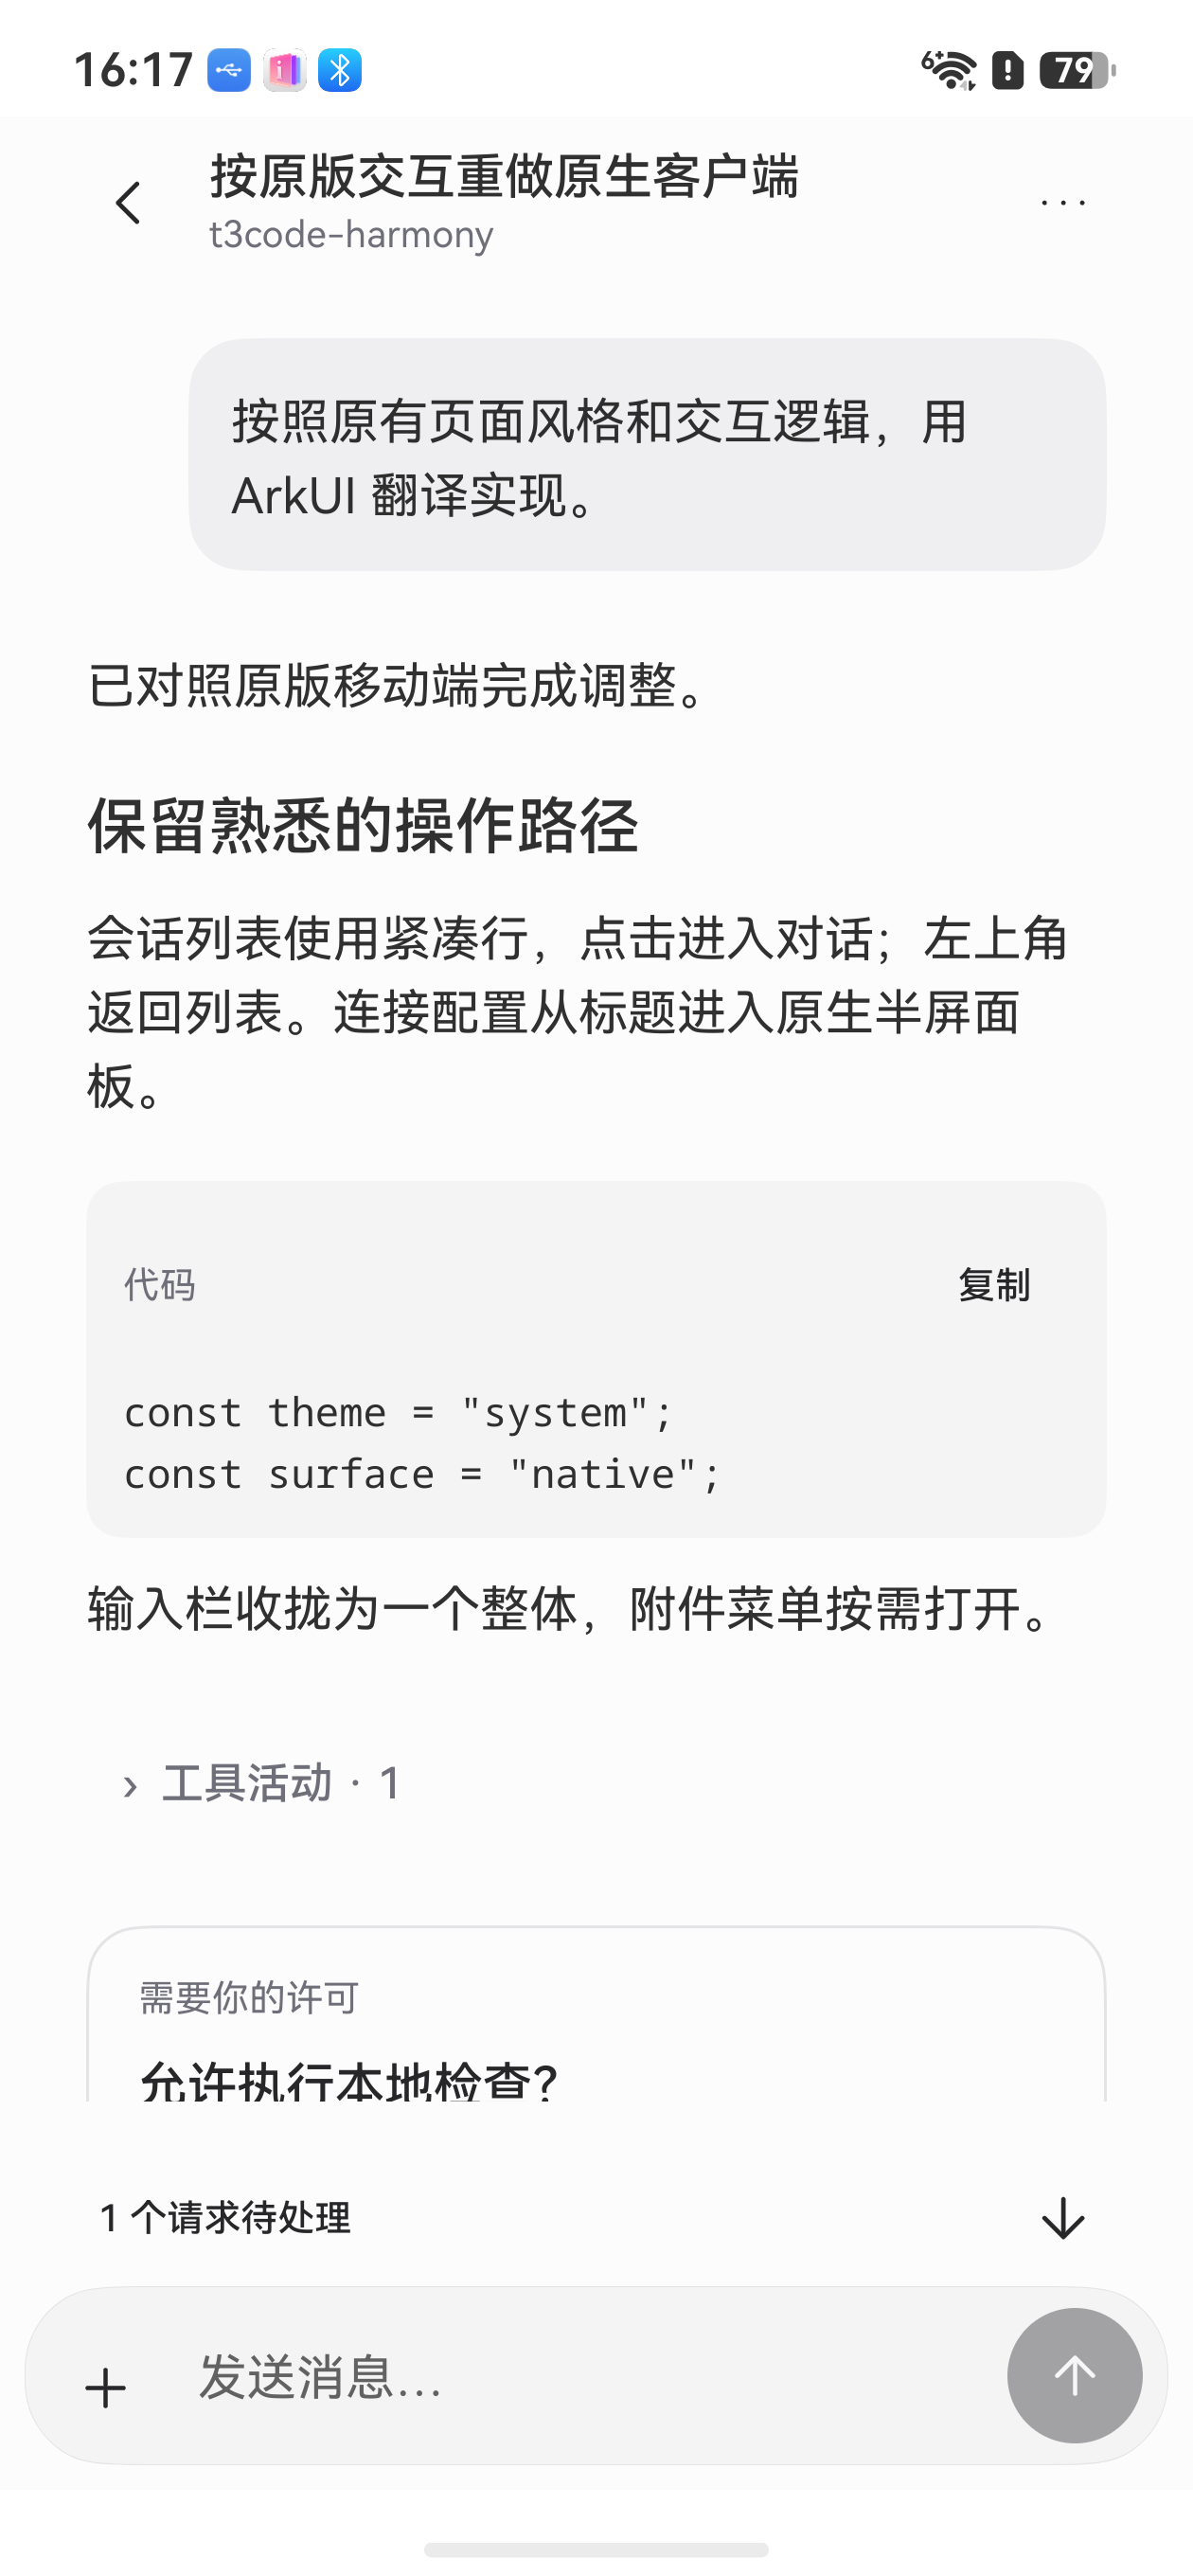 16:17
6+
79
按原版交互重做原生客户端
t3code-harmony
...
按照原有页面风格和交互逻辑，用
ArkUI 翻译实现。
已对照原版移动端完成调整。
保留熟悉的操作路径
会话列表使用紧凑行，点击进入对话；左上角
返回列表。连接配置从标题进入原生半屏面
板。
代码
复制
const theme = "system";
const surface = "native";
输入栏收拢为一个整体，附件菜单按需打开。
› 工具活动 · 1
需要你的许可
允许执行本地检查？
1 个请求待处理
发送消息...